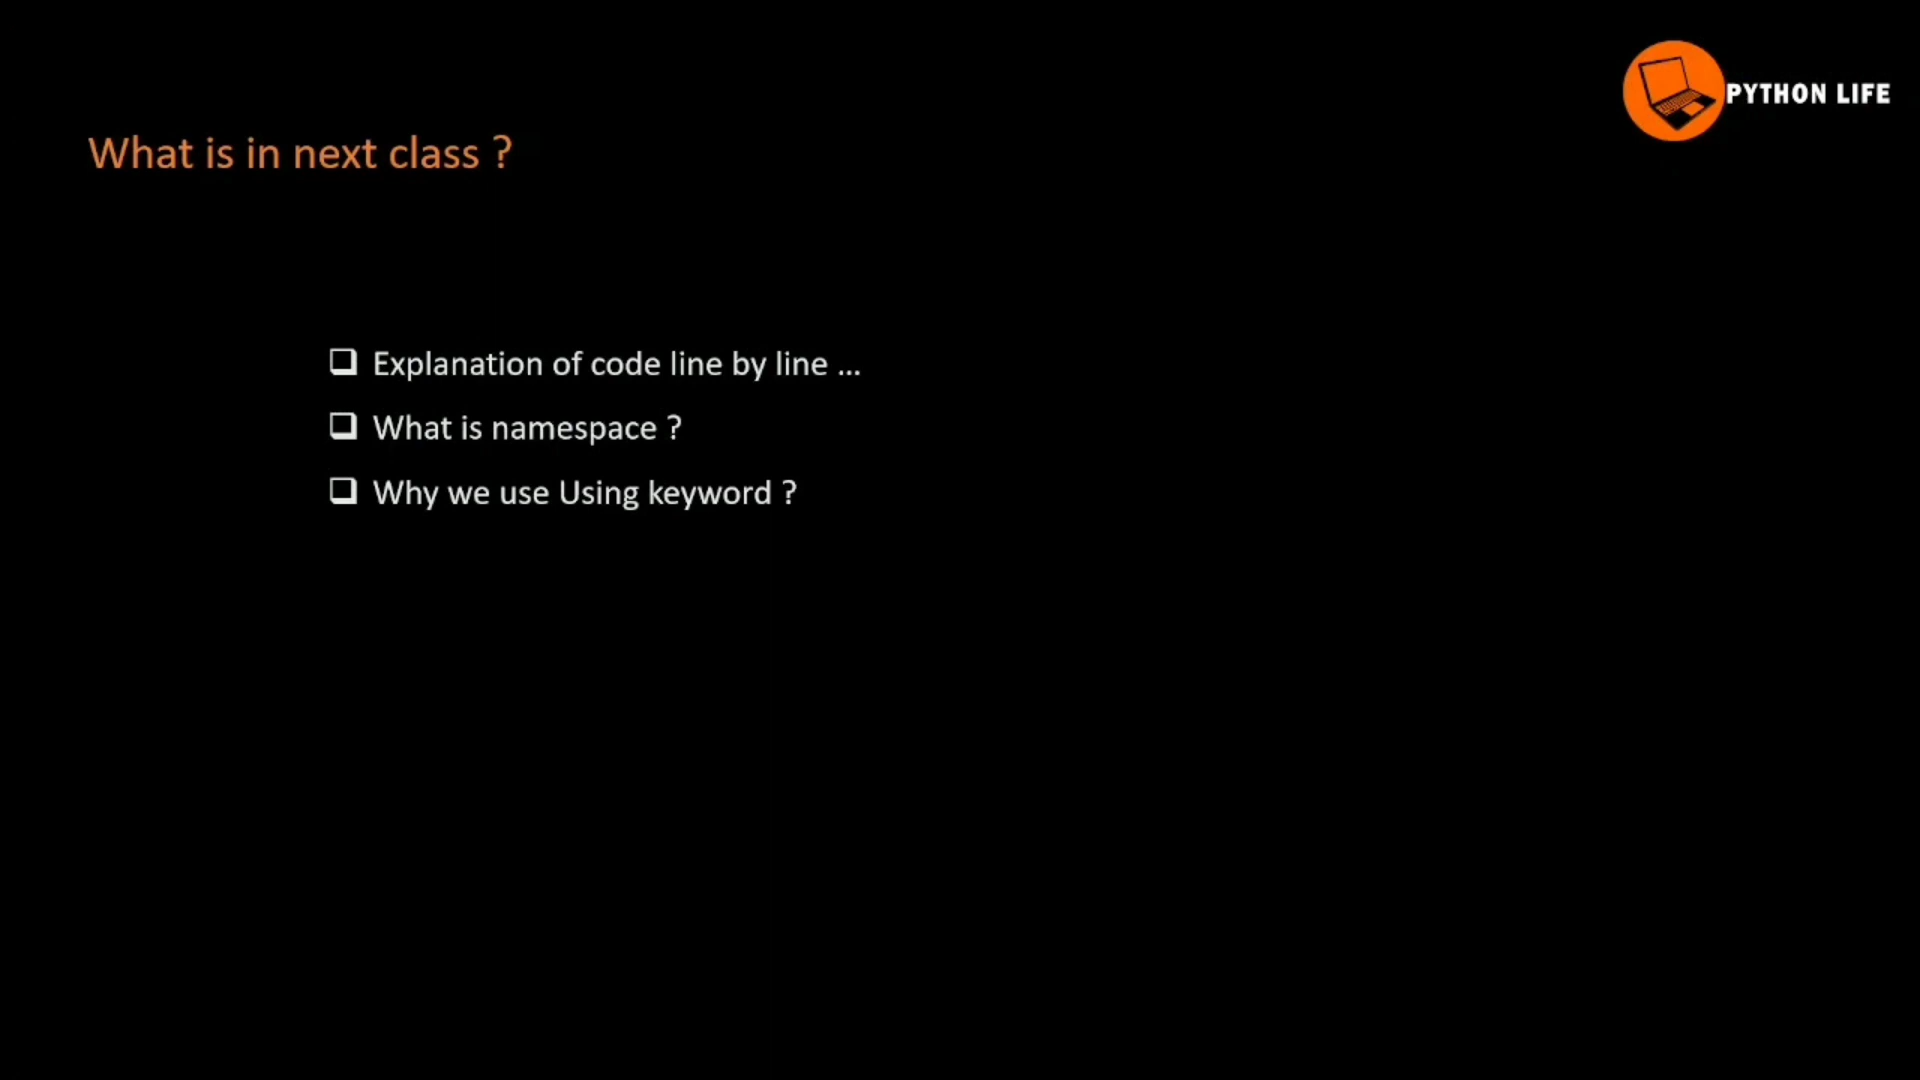 PYTHON LIFE
What is in next class ?
Explanation of code line by line ...
What is namespace ?
Why we use Using keyword ?